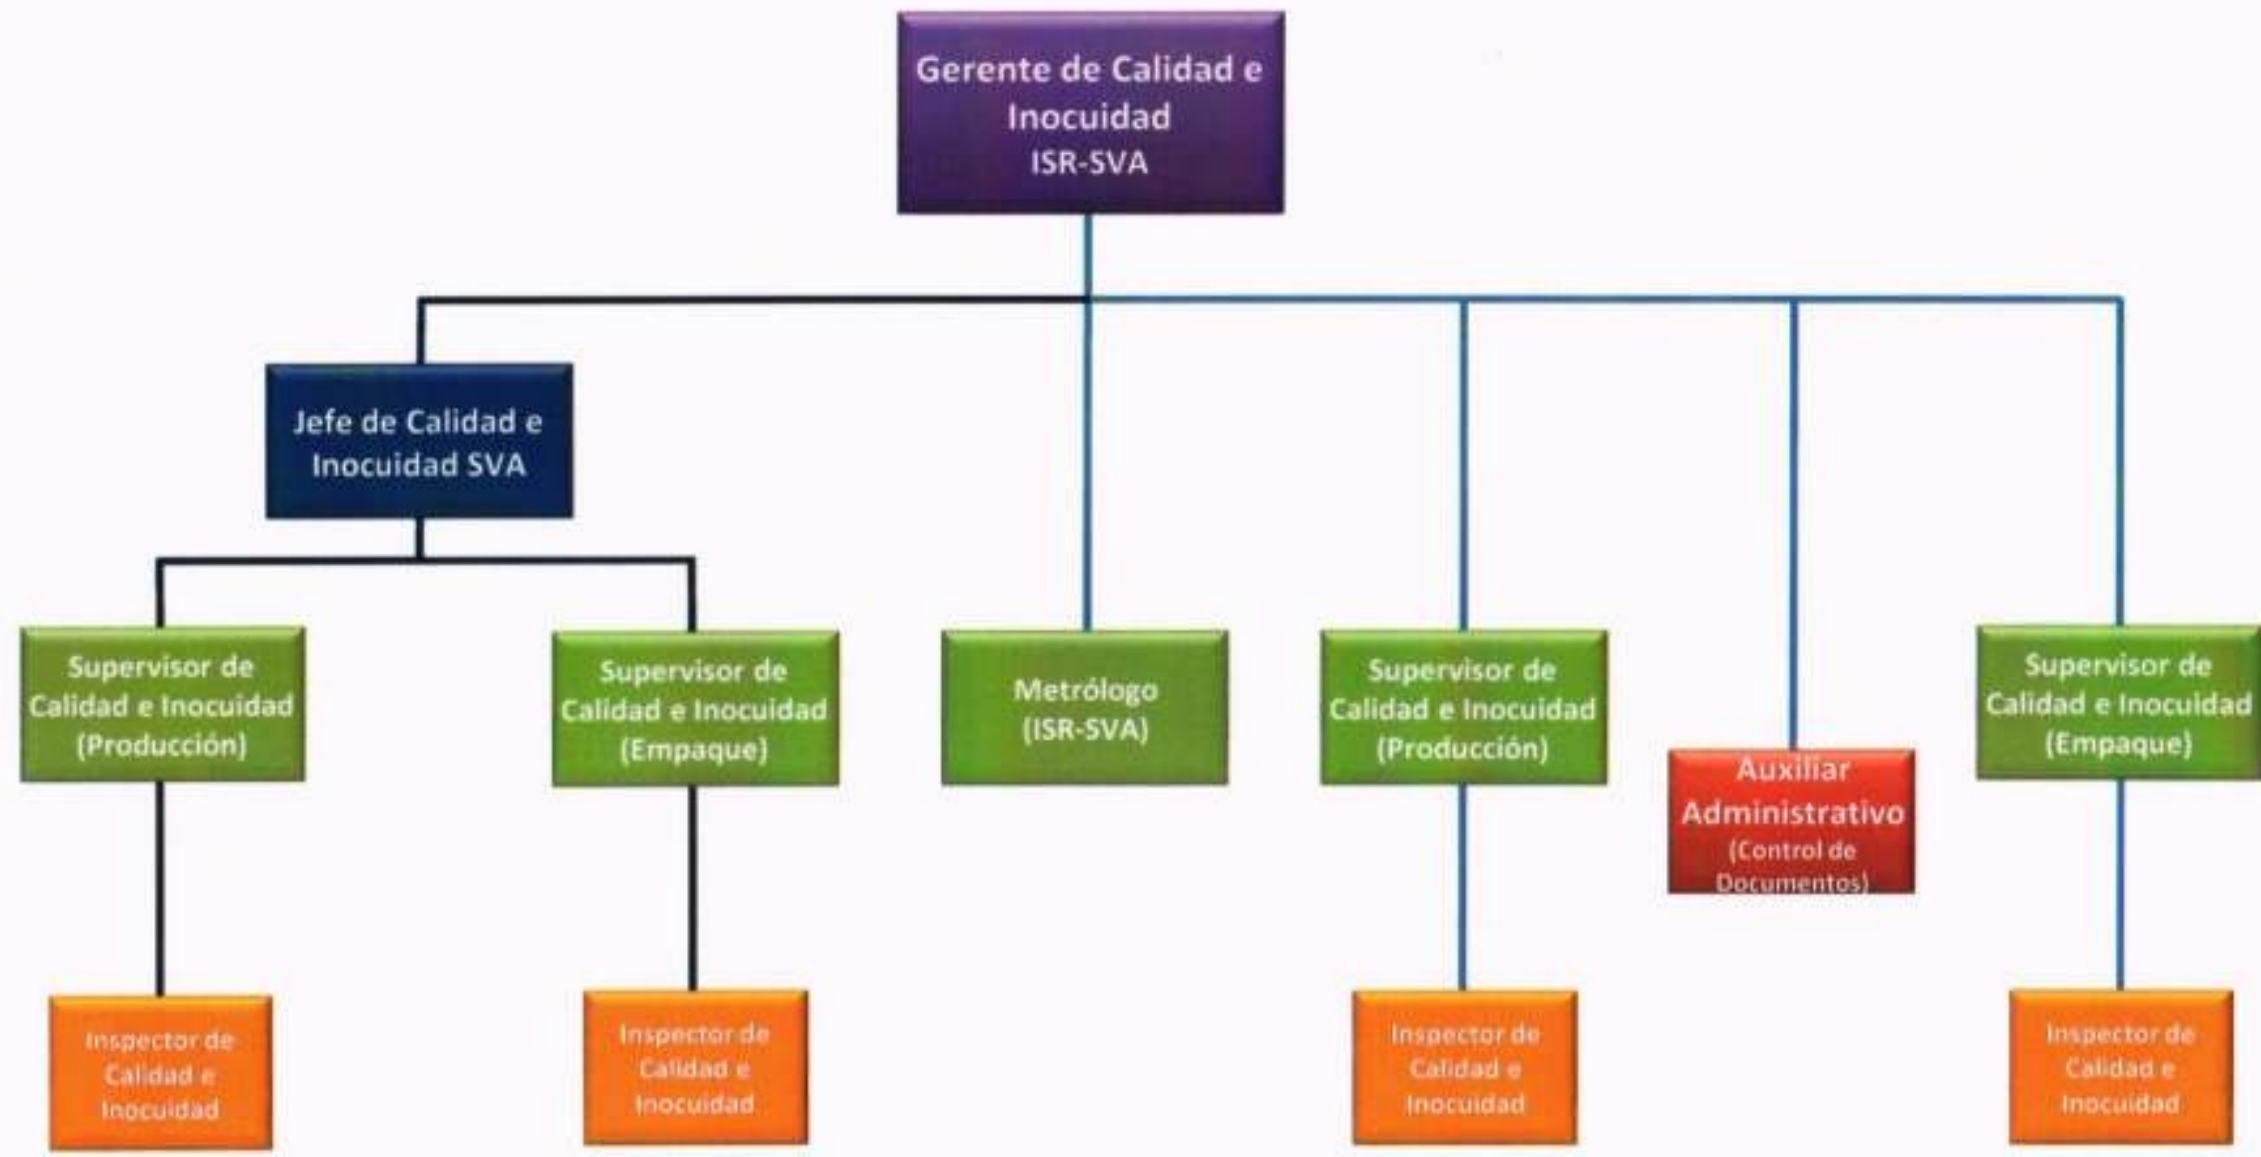 Gerente de Calidad e
Inocuidad
ISR-SVA
Jefe de Calidad e
Inocuidad SVA
Supervisor de
Calidad e Inocuidad
(Producción)
Supervisor de
Calidad e Inocuidad
(Empaque)
Metrólogo
(ISR-SVA)
Supervisor de
Calidad e Inocuidad
(Producción)
Auxiliar
Administrativo
(Control de
Documentos)
Supervisor de
Calidad e Inocuidad
(Empaque)
Inspector de
Calidad e
Inocuidad
Inspector de
Calidad e
Inocuidad
Inspector de
Calidad e
Inocuidad
Inspector de
Calidad e
Inocuidad